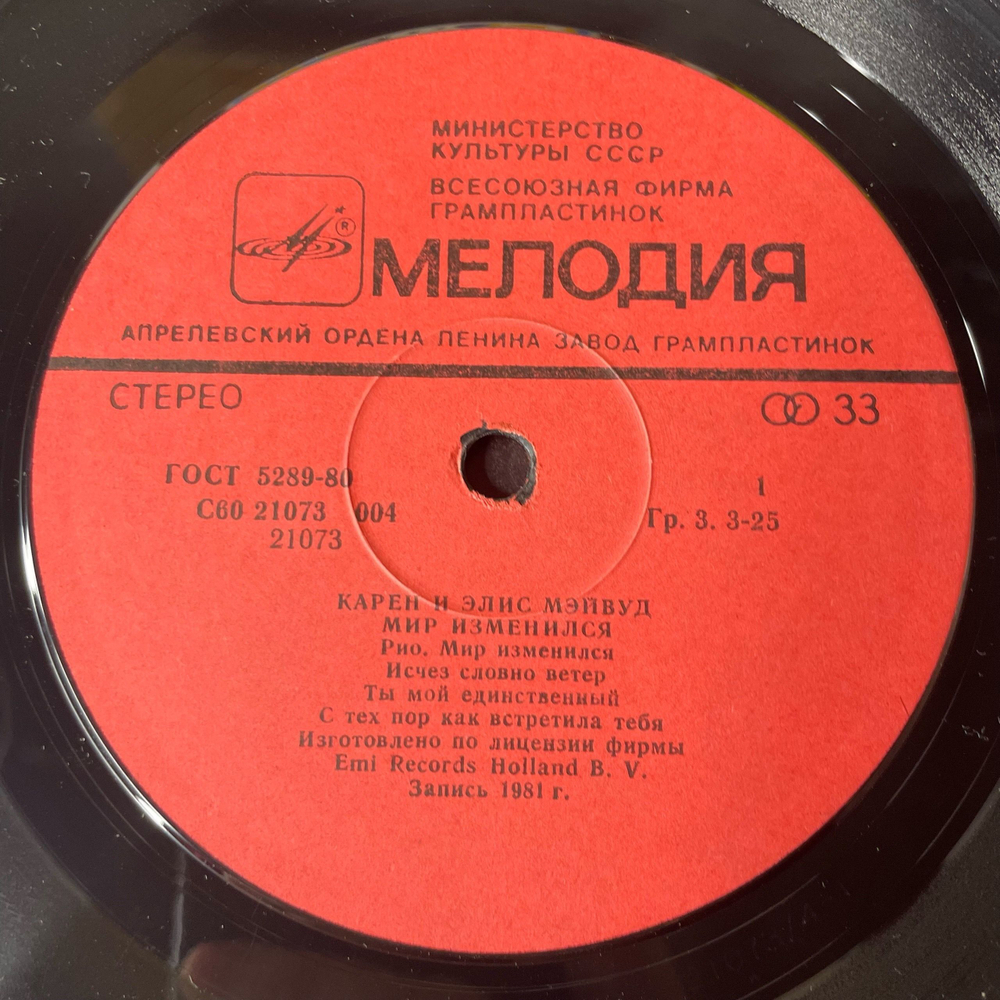 МИНИСТЕРСТВО
КУЛЬТУРЫ СССР
ВСЕСОЮЗНАЯ ФИРМА
ГРАМПЛАСТИНОК
®
МЕЛОДИЯ
АПРЕЛЕВСКИЙ ОРДЕНА ЛЕНИНА ЗАВОД ГРАМПЛАСТИНОК
СТЕРЕО
33
ГОСТ 5289-80
1
С60 21073 004
Гр. 3. 3-25
21073
КАРЕН И ЭЛИС МЭЙВУД
МИР ИЗМЕНИЛСЯ
Рио. Мир изменился
Исчез словно ветер
Ты мой единственный
С тех пор как встретила тебя
Изготовлено по лицензии фирмы
Emi Records Holland B. V.
Запись 1981 г.